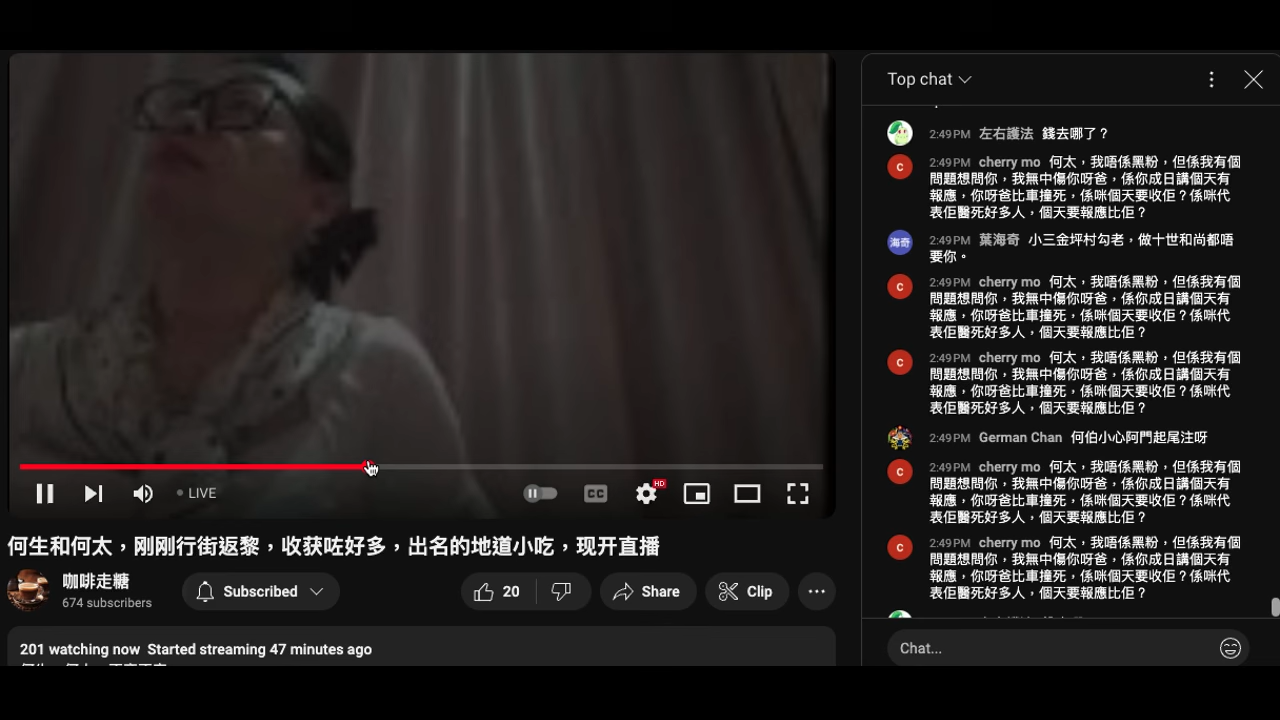 LIVE
CC
HD
何生和何太，刚刚行街返黎，收获咗好多，出名的地道小吃，现开直播
咖啡走糖
674 subscribers
Subscribed
20
Share
Clip
201 watching now Started streaming 47 minutes ago
Top chat
2:49 PM 左右護法 錢去哪了？
C
2:49 PM cherry mo 何太，我唔係黑粉，但係我有個
問題想問你，我無中傷你呀爸，係你成日講個天有
報應，你呀爸比車撞死，係咪個天要收佢？係咪代
表佢醫死好多人，個天要報應比佢？
海奇
2:49 PM 葉海奇 小三金坪村勾老，做十世和尚都唔
要你。
C
2:49 PM cherry mo 何太，我唔係黑粉，但係我有個
問題想問你，我無中傷你呀爸，係你成日講個天有
報應，你呀爸比車撞死，係咪個天要收佢？係咪代
表佢醫死好多人，個天要報應比佢？
C
2:49 PM cherry mo 何太，我唔係黑粉，但係我有個
問題想問你，我無中傷你呀爸，係你成日講個天有
報應，你呀爸比車撞死，係咪個天要收佢？係咪代
表佢醫死好多人，個天要報應比佢？
2:49 PM German Chan 何伯小心阿門起尾注呀
C
2:49 PM cherry mo 何太，我唔係黑粉，但係我有個
問題想問你，我無中傷你呀爸，係你成日講個天有
報應，你呀爸比車撞死，係咪個天要收佢？係咪代
表佢醫死好多人，個天要報應比佢？
C
2:49 PM cherry mo 何太，我唔係黑粉，但係我有個
問題想問你，我無中傷你呀爸，係你成日講個天有
報應，你呀爸比車撞死，係咪個天要收佢？係咪代
表佢醫死好多人，個天要報應比佢？
Chat...